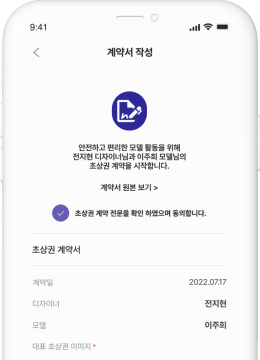 9:41
계약서 작성
안전하고 편리한 모델 활동을 위해
전지현 디자이너님과 이주희 모델님의
초상권 계약을 시작합니다.
계약서 원본 보기 >
초상권 계약 전문을 확인 하였으며 동의합니다.
초상권 계약서
계약일 2022.07.17
디자이너 전지현
모델 이주희
대표 초상권 이미지 *